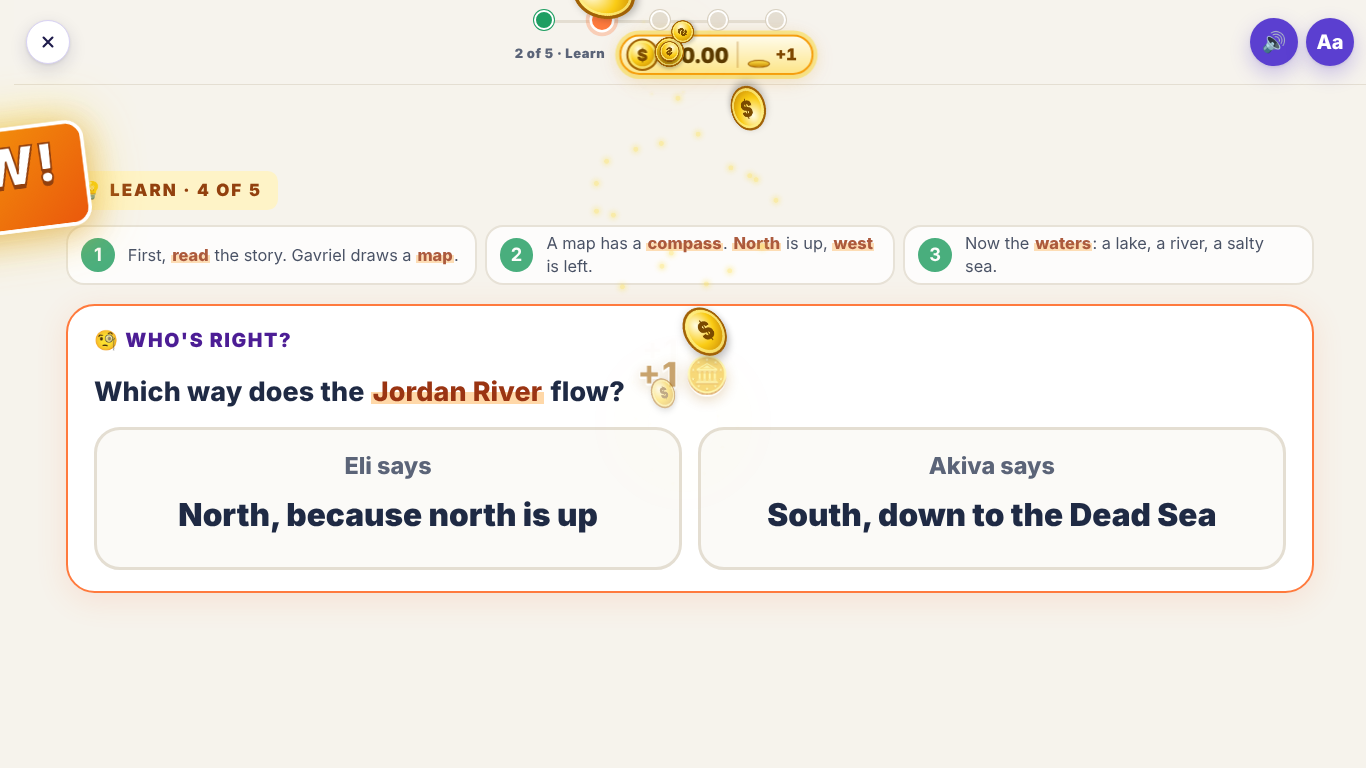 2 of 5 · Learn
0.00
+1
Aa
W!
LEARN · 4 OF 5
1
First, read the story. Gavriel draws a map.
2
A map has a compass. North is up, west
is left.
3
Now the waters: a lake, a river, a salty
sea.
WHO'S RIGHT?
Which way does the Jordan River flow?
+1
Eli says
North, because north is up
Akiva says
South, down to the Dead Sea